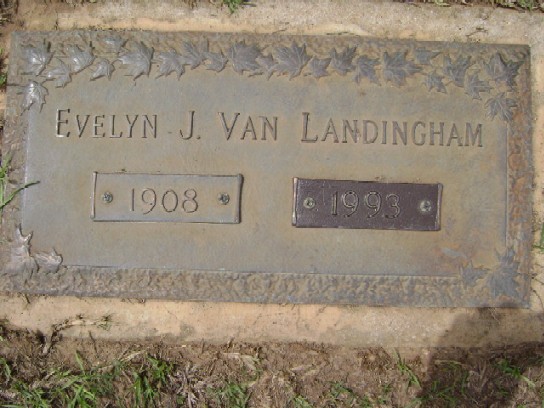 EVELYN J. VAN LANDINGHAM
1908 1993